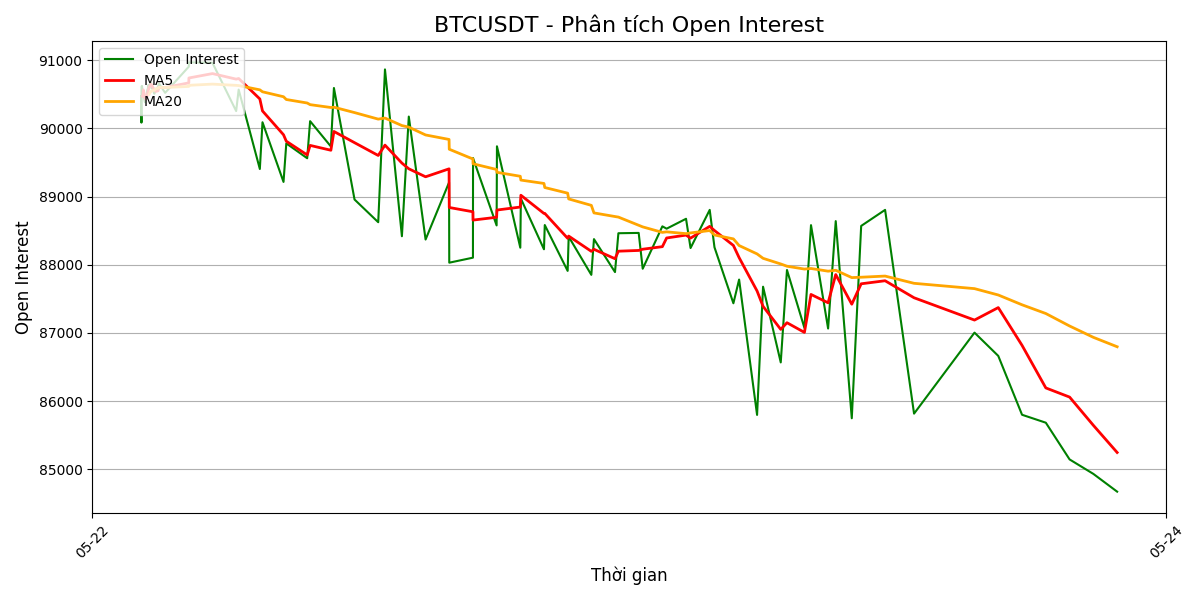 BTCUSDT - Phân tích Open Interest
Open Interest
MA5
MA20
91000
90000
89000
88000
87000
86000
85000
Open Interest
05-22
05-24
Thời gian